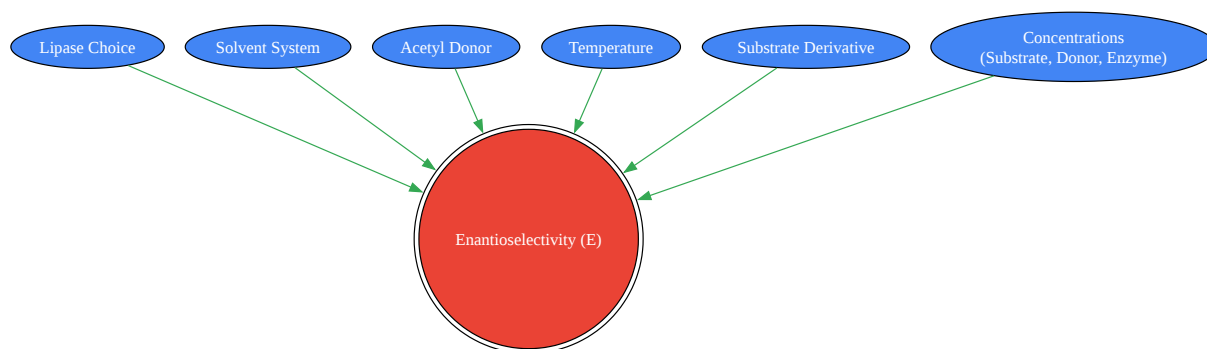 Lipase Choice
Solvent System
Acetyl Donor
Temperature
Substrate Derivative
Concentrations
(Substrate, Donor, Enzyme)
Enantioselectivity (E)